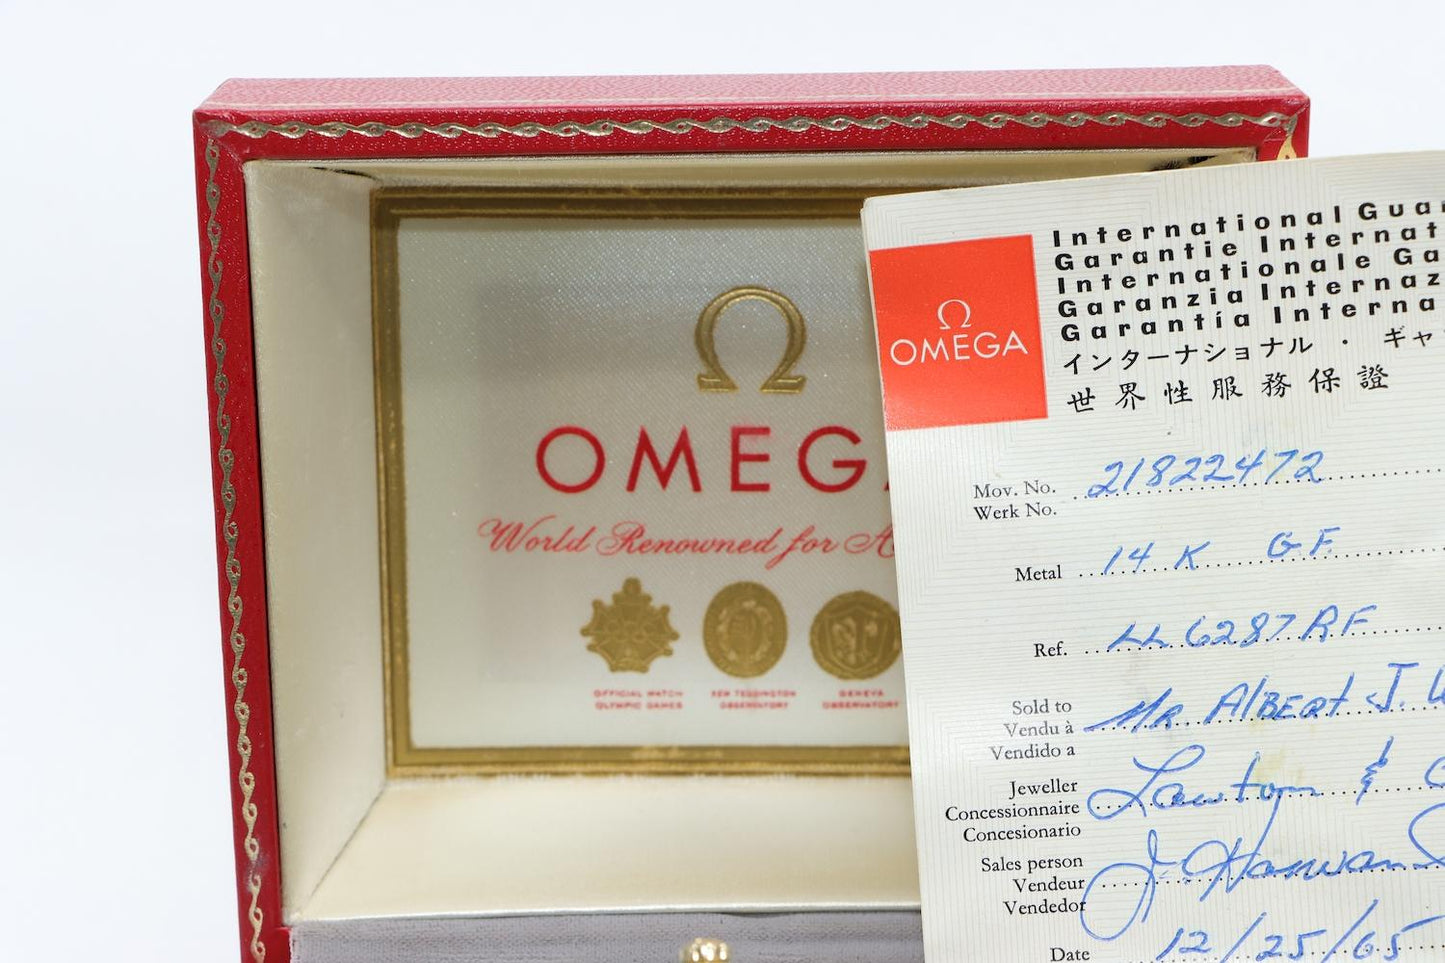 Ω
OMEGA
World Renowned for
OFFICIAL WATCH
OLYMPIC GAMES
KEW TEDDINGTON
OBSERVATORY
GENEVA
OBSERVATORY
Ω
OMEGA
International Guar
Garantie Internat
Internationale Ga
Garanzia Internaz
Garantía Interna
インターナショナル・ギャ
世界性服務保證
Mov. No. 21822472
Werk No.
Metal 14 K GF
Ref. LL 6287 RF
Sold to Mr. Albert J. W
Vendu à
Vendido a
Jeweller Lawton &
Concessionnaire
Concesionario
Sales person J.
Vendeur
Vendedor
Date 12/25/65